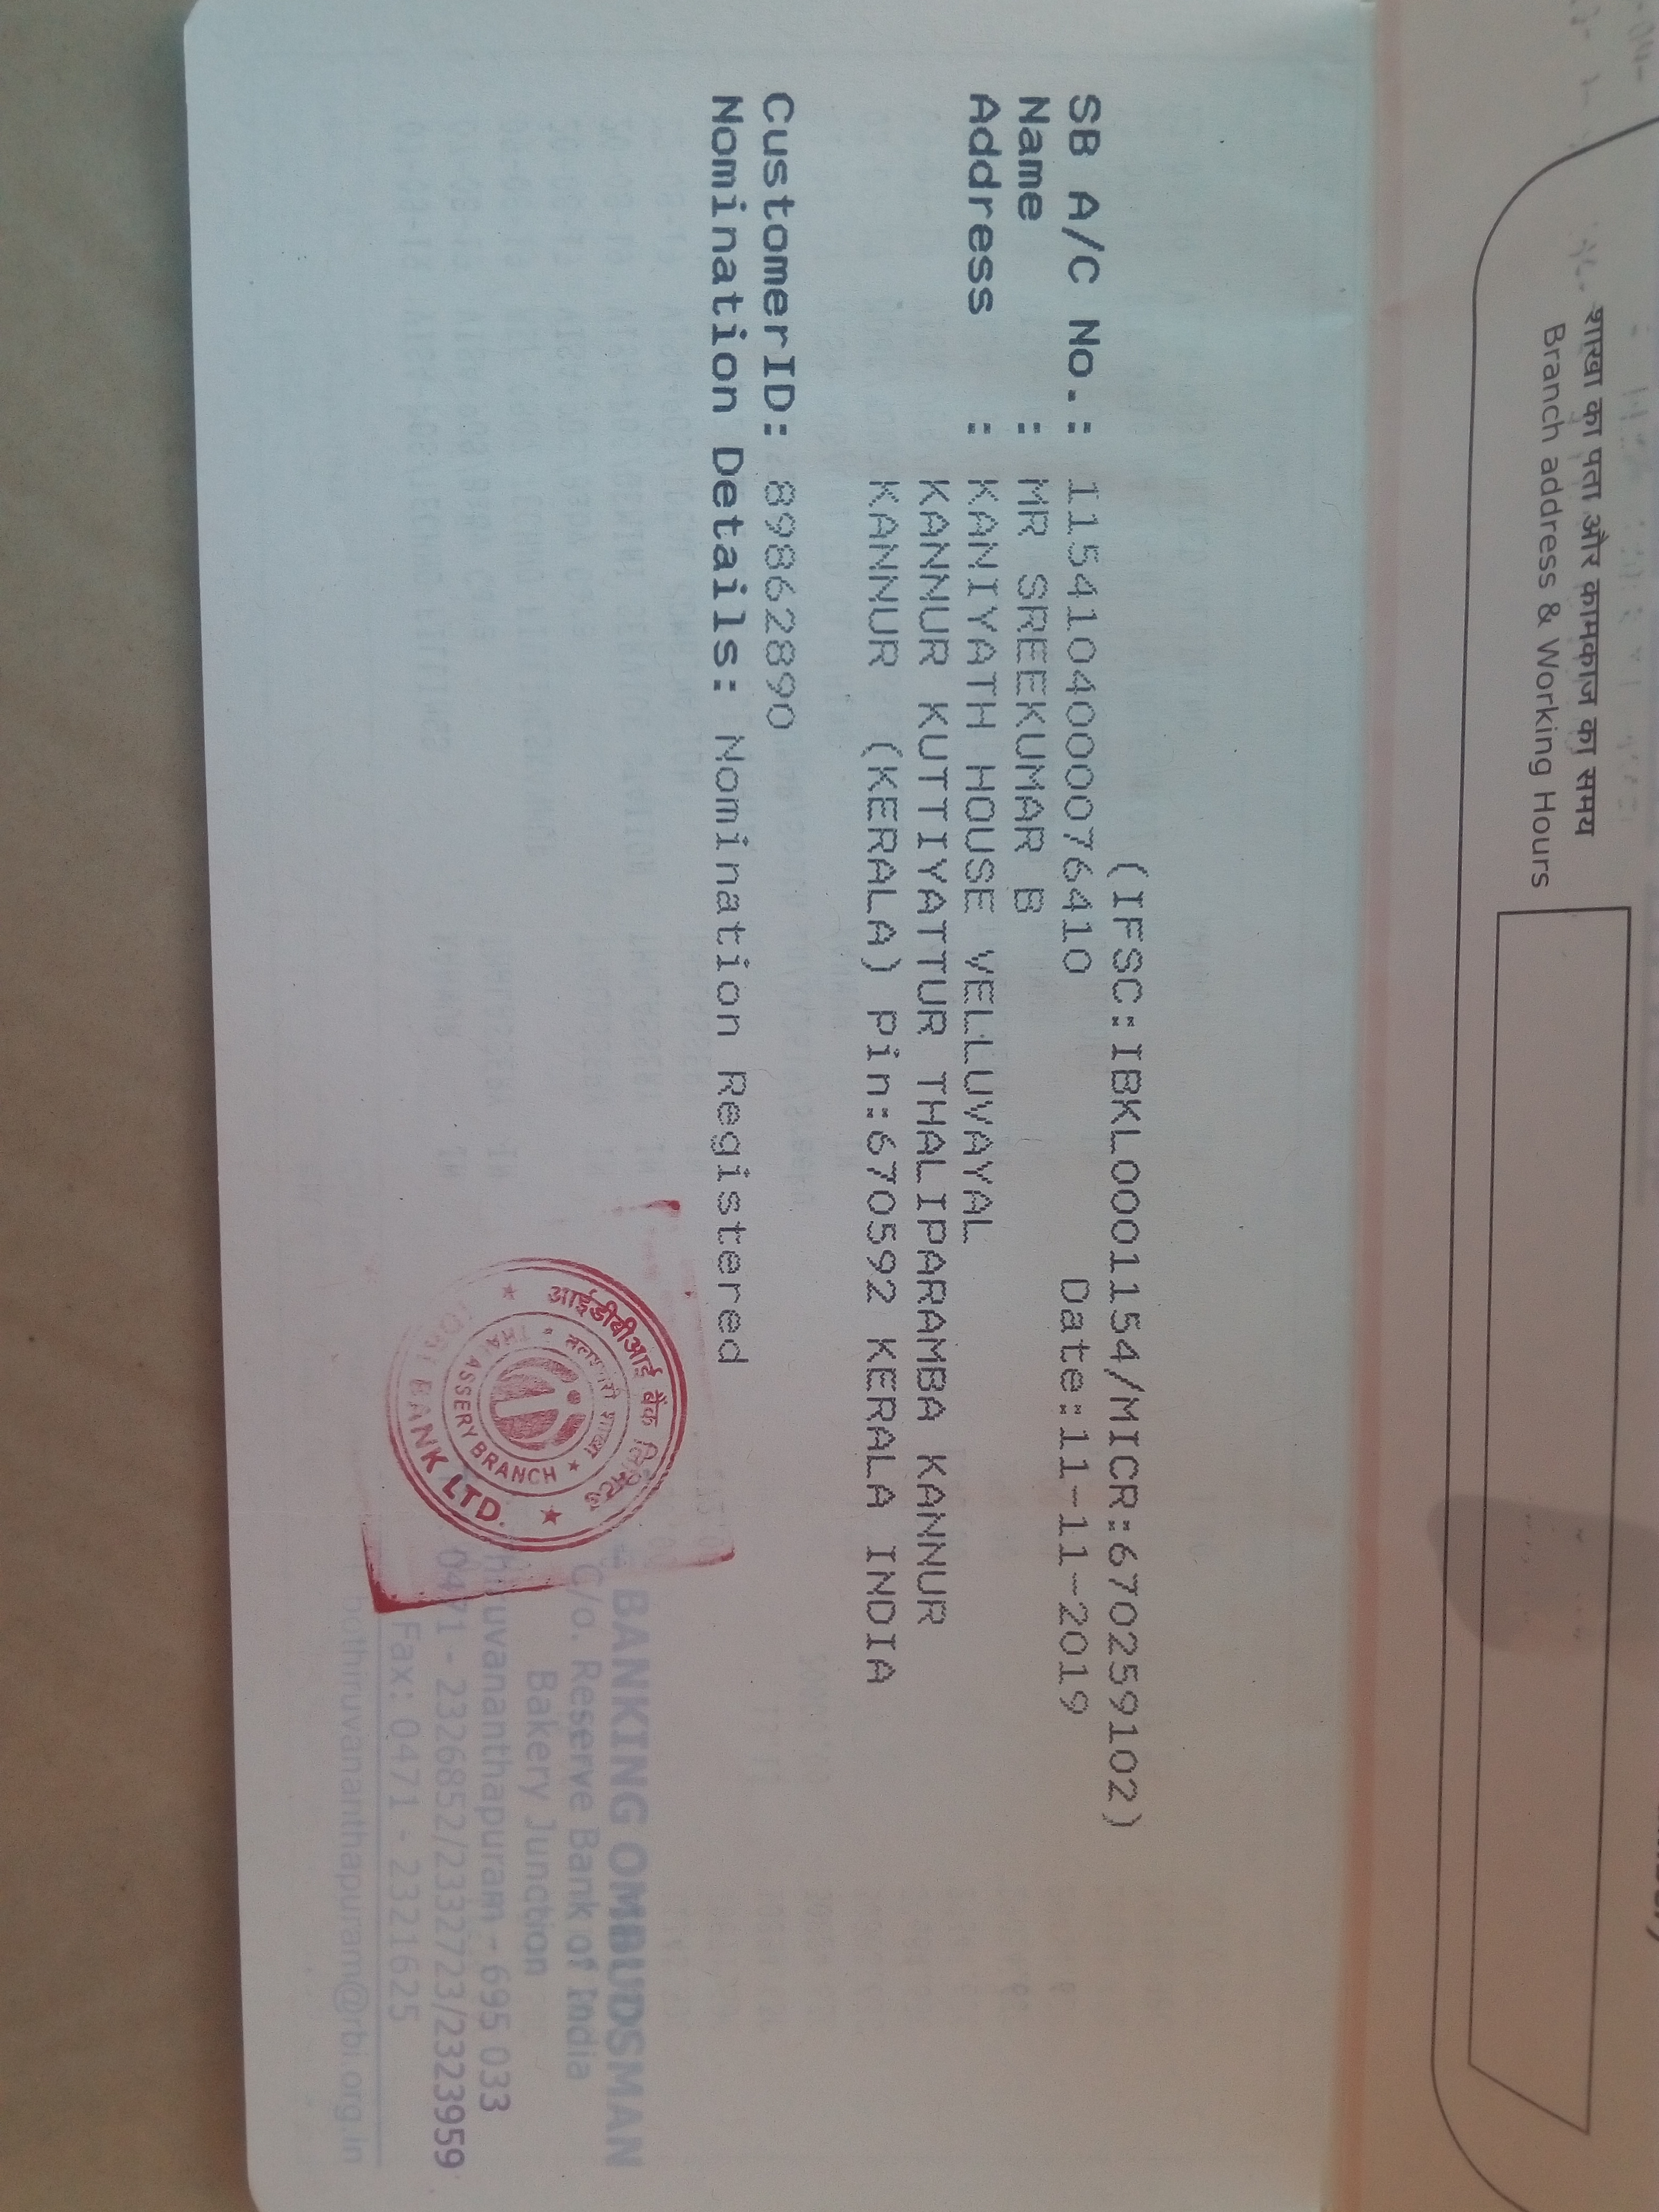 शाखा का पता और कामकाज का समय
Branch address & Working Hours
(IFSC:IBKL0001154/MICR:670259102)
SB A/C No.: 1154104000076410 Date:11-11-2019
Name : MR SREEKUMAR B
Address : KANIYATH HOUSE VELLUVAYAL
KANNUR KUTTIYATTUR THALIPARAMBA KANNUR
KANNUR (KERALA) Pin:670592 KERALA INDIA
CustomerID: 89862890
Nomination Details: Nomination Registered
आईडीबीआई बैंक लिमिटेड
शाखा
THALASSERY BRANCH
IDBI BANK LTD.
BANKING OMBUDSMAN
C/o. Reserve Bank of India
Bakery Junction
Thiruvananthapuram - 695 033
0471 - 2326852/2332723/2323959
Fax: 0471 - 2321625
bothiruvananthapuram@rbi.org.in